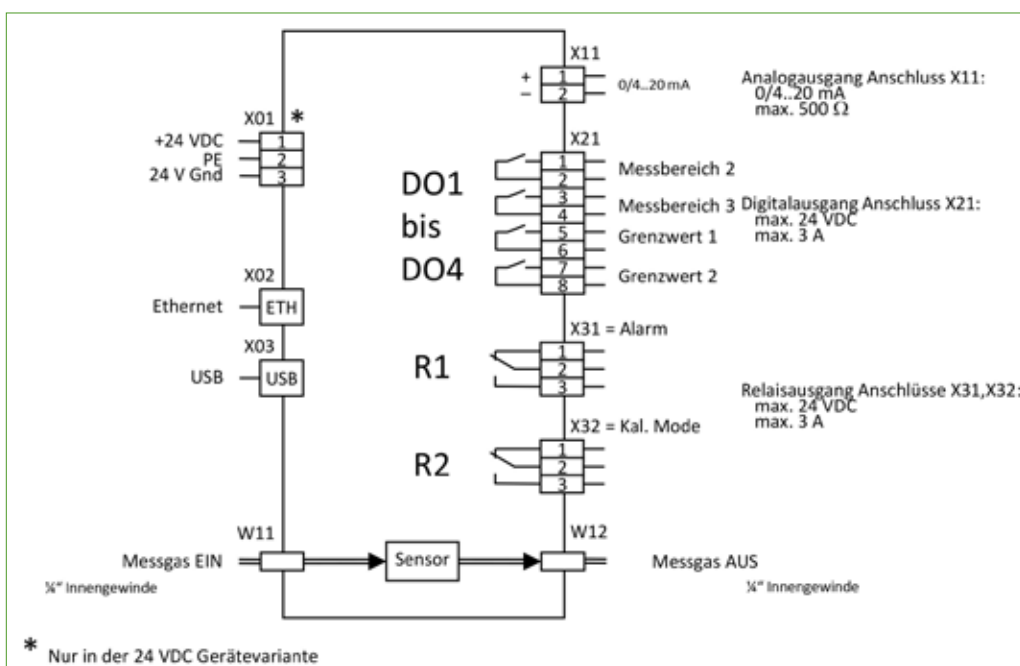 X11
+ 1
− 2
0/4..20 mA
Analogausgang Anschluss X11:
0/4..20 mA
max. 500 Ω
X01 *
+24 VDC 1
PE 2
24 V Gnd 3
X21
DO1
bis
DO4
1
2
3
4
5
6
7
8
Messbereich 2
Messbereich 3
Grenzwert 1
Grenzwert 2
Digitalausgang Anschluss X21:
max. 24 VDC
max. 3 A
X02
Ethernet ETH
X03
USB USB
X31 = Alarm
R1
1
2
3
X32 = Kal. Mode
R2
1
2
3
Relaisausgang Anschlüsse X31,X32:
max. 24 VDC
max. 3 A
W11
Messgas EIN
¼“ Innengewinde
Sensor
W12
Messgas AUS
¼“ Innengewinde
* Nur in der 24 VDC Gerätevariante